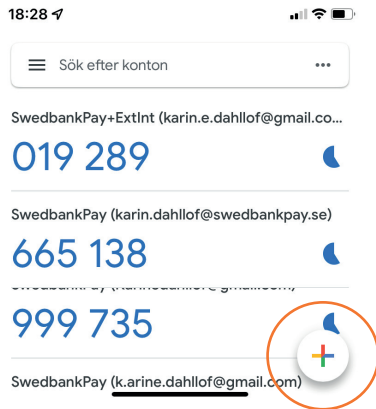 18:28
Sök efter konton
SwedbankPay+ExtInt (karin.e.dahllof@gmail.co...
019 289
SwedbankPay (karin.dahllof@swedbankpay.se)
665 138
999 735
SwedbankPay (k.arine.dahllof@gmail.com)